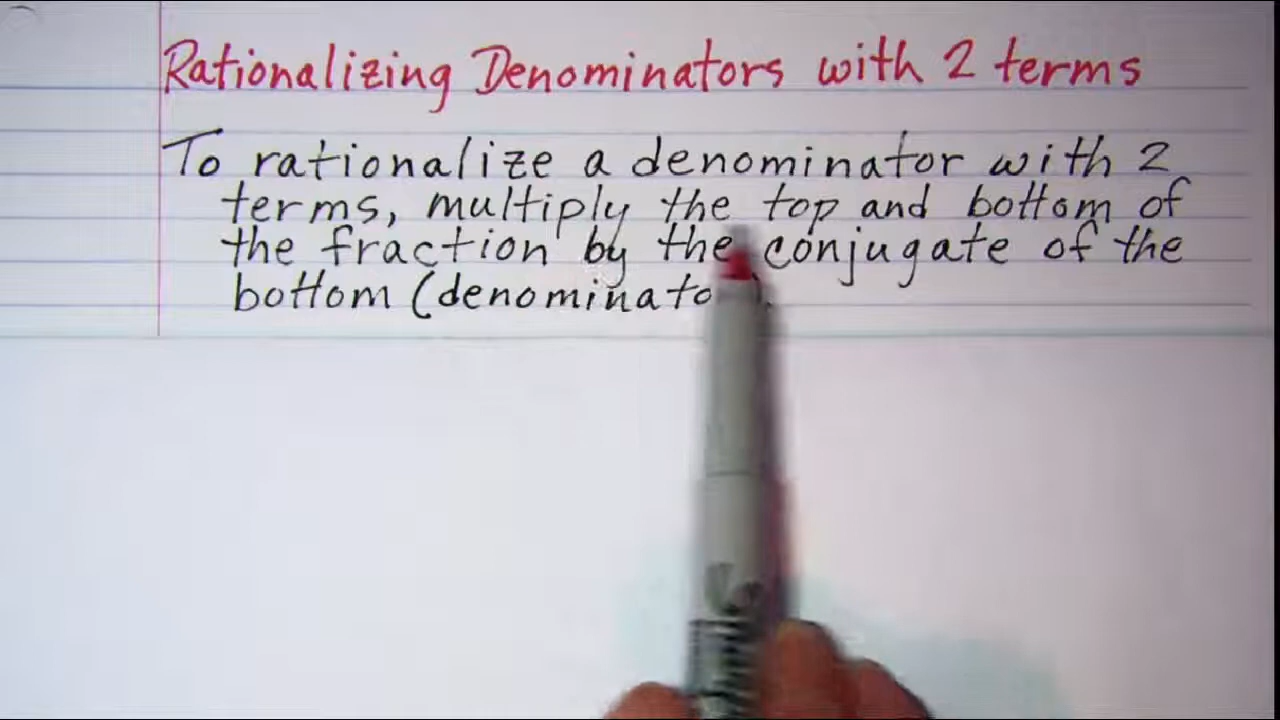 Rationalizing Denominators with 2 terms
To rationalize a denominator with 2
terms, multiply the top and bottom of
the fraction by the conjugate of the
bottom (denominato ).